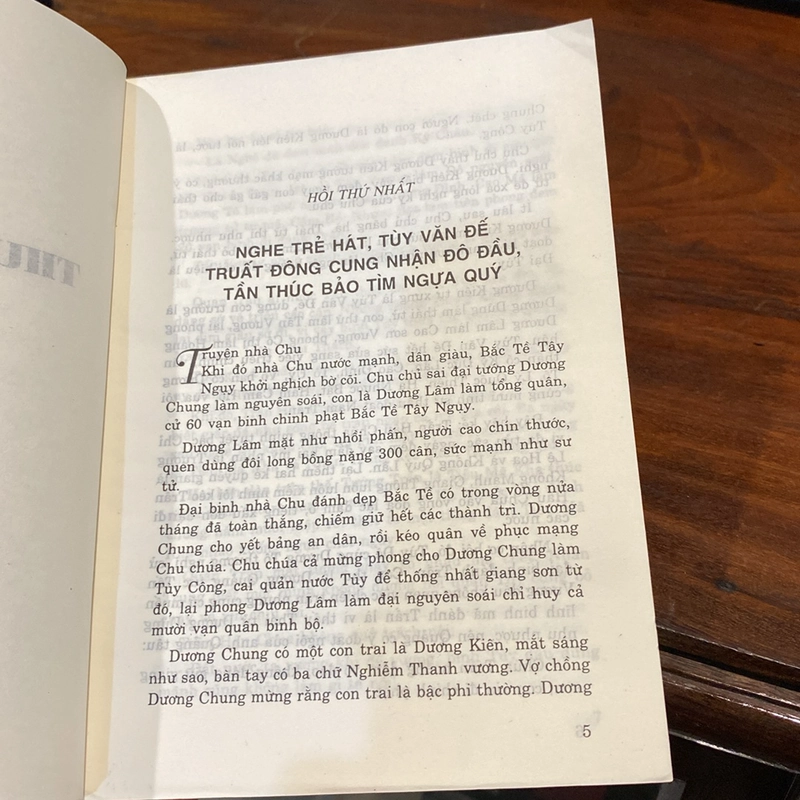 HỒI THỨ NHẤT
NGHE TRẺ HÁT, TÙY VĂN ĐẾ
TRUẤT ĐÔNG CUNG NHẬN ĐÔ ĐẦU,
TẦN THÚC BẢO TÌM NGỰA QUÝ
Truyện nhà Chu
Khi đó nhà Chu nước mạnh, dân giàu, Bắc Tề Tây
Ngụy khởi nghịch bờ cõi. Chu chủ sai đại tướng Dương
Chung làm nguyên soái, con là Dương Lâm làm tổng quân,
cử 60 vạn binh chinh phạt Bắc Tề Tây Ngụy.
Dương Lâm mặt như nhồi phấn, người cao chín thước,
quen dùng đôi long bổng nặng 300 cân, sức mạnh như sư
tử.
Đại binh nhà Chu đánh dẹp Bắc Tề có trong vòng nửa
tháng đã toàn thắng, chiếm giữ hết các thành trì. Dương
Chung cho yết bảng an dân, rồi kéo quân về phục mạng
Chu chúa. Chu chúa cả mừng phong cho Dương Chung làm
Tùy Công, cai quản nước Tùy để thống nhất giang sơn từ
đó, lại phong Dương Lâm làm đại nguyên soái chỉ huy cả
mười vạn quân binh bộ.
Dương Chung có một con trai là Dương Kiên, mắt sáng
như sao, bàn tay có ba chữ Nghiễm Thanh vương. Vợ chồng
Dương Chung mừng rằng con trai là bậc phi thường. Dương
5
THU